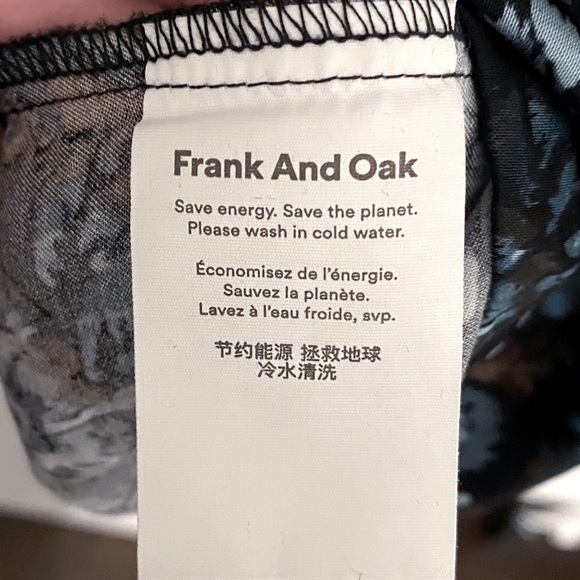 Frank And Oak
Save energy. Save the planet.
Please wash in cold water.
Économisez de l'énergie.
Sauvez la planète.
Lavez à l'eau froide, svp.
节约能源 拯救地球
冷水清洗